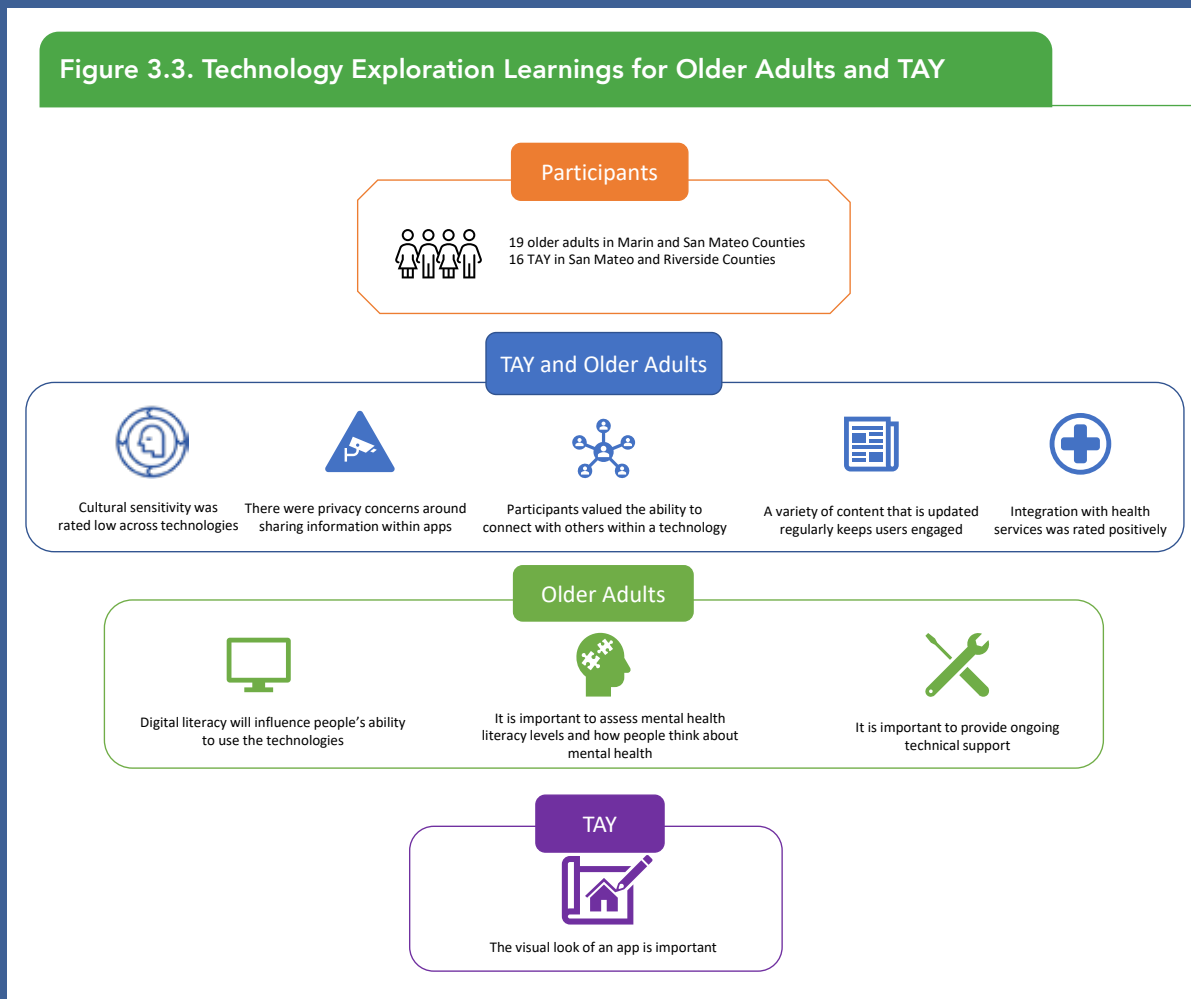 Figure 3.3. Technology Exploration Learnings for Older Adults and TAY
Participants
19 older adults in Marin and San Mateo Counties
16 TAY in San Mateo and Riverside Counties
TAY and Older Adults
Cultural sensitivity was
rated low across technologies
There were privacy concerns around
sharing information within apps
Participants valued the ability to
connect with others within a technology
A variety of content that is updated
regularly keeps users engaged
Integration with health
services was rated positively
Older Adults
Digital literacy will influence people’s ability
to use the technologies
It is important to assess mental health
literacy levels and how people think about
mental health
It is important to provide ongoing
technical support
TAY
The visual look of an app is important